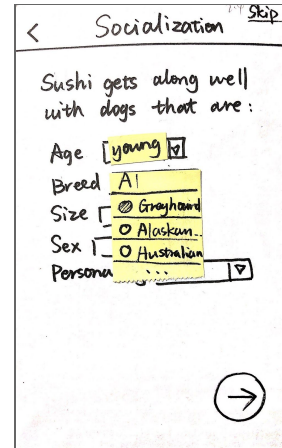 < Socialization Skip
Sushi gets along well
with dogs that are:
Age young
Breed Al
Size
Greyhound
Alaskan..
Sex
Australian
Persona
...